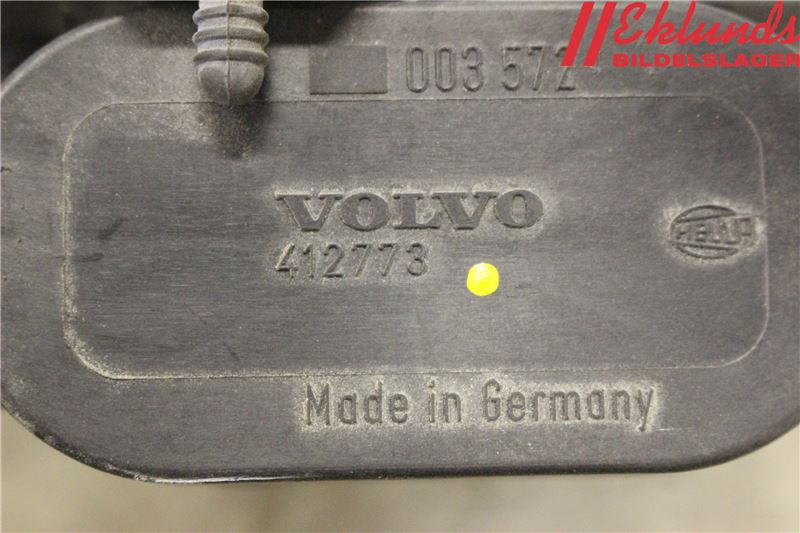 Eklunds
BILDELSLAGER
003 572
VOLVO
412773
HELLA
Made in Germany